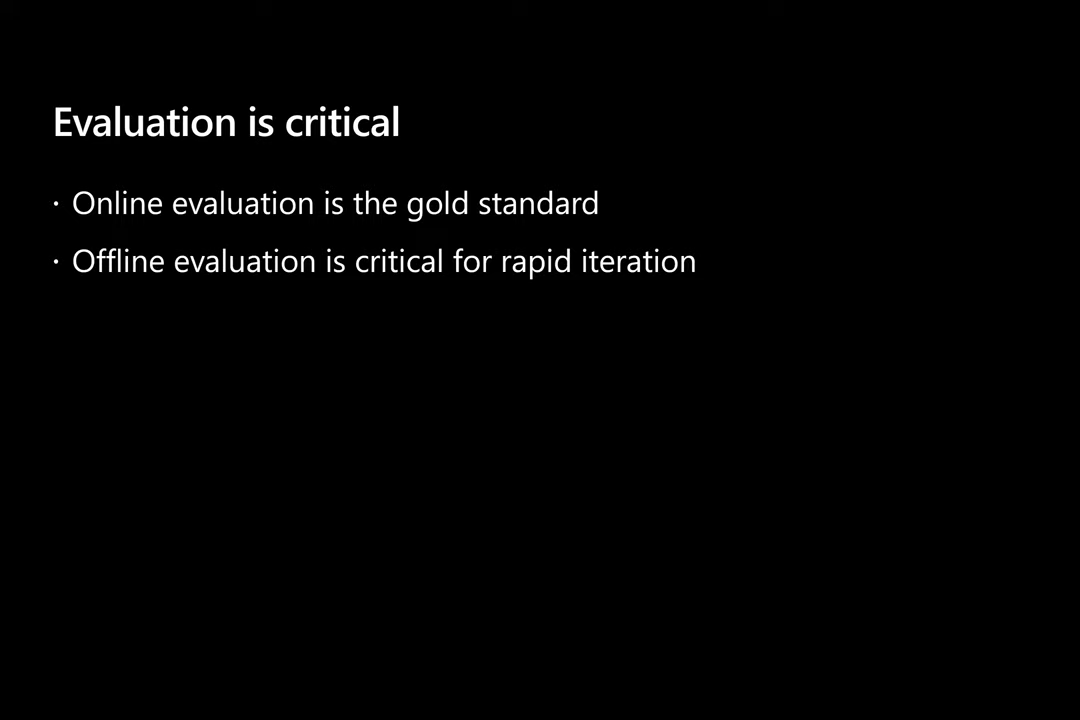 Evaluation is critical
· Online evaluation is the gold standard
· Offline evaluation is critical for rapid iteration